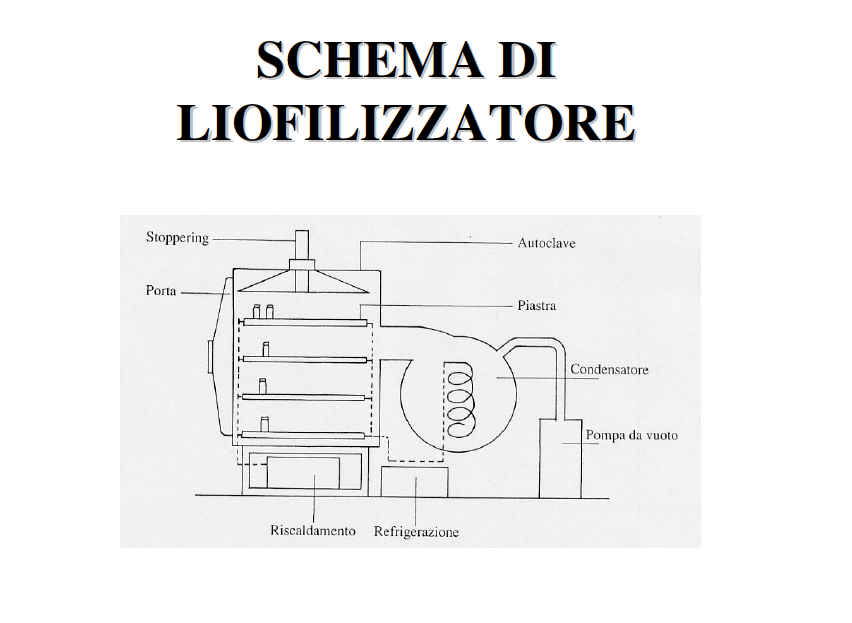 SCHEMA DI
LIOFILIZZATORE
Stoppering
Autoclave
Porta
Piastra
Condensatore
Pompa da vuoto
Riscaldamento
Refrigerazione